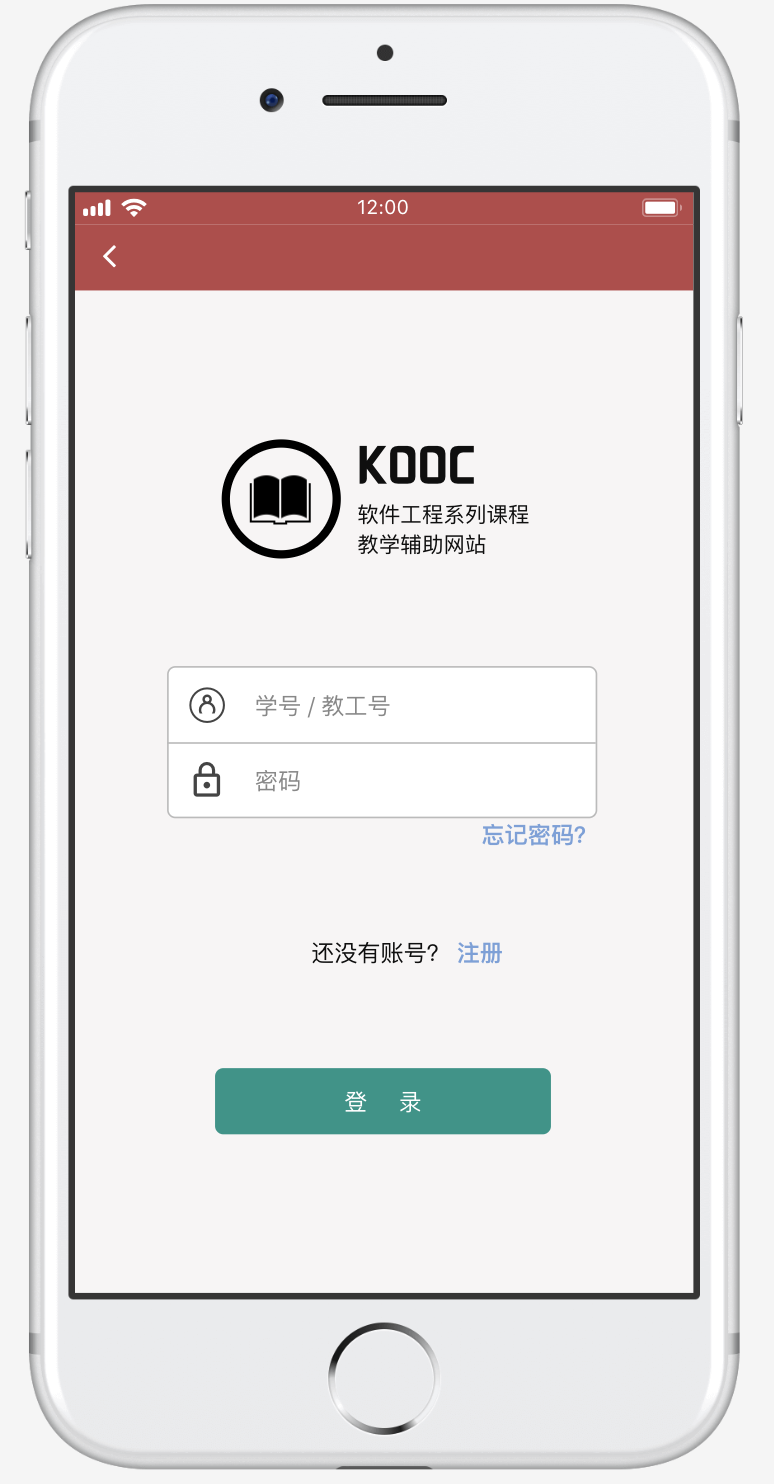 12:00
KOOC
软件工程系列课程
教学辅助网站
学号 / 教工号
密码
忘记密码?
还没有账号? 注册
登 录